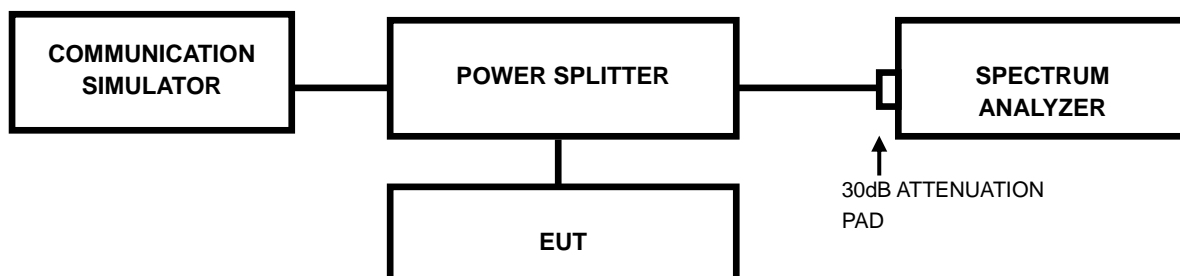 COMMUNICATION
SIMULATOR
POWER SPLITTER
SPECTRUM
ANALYZER
30dB ATTENUATION
PAD
EUT